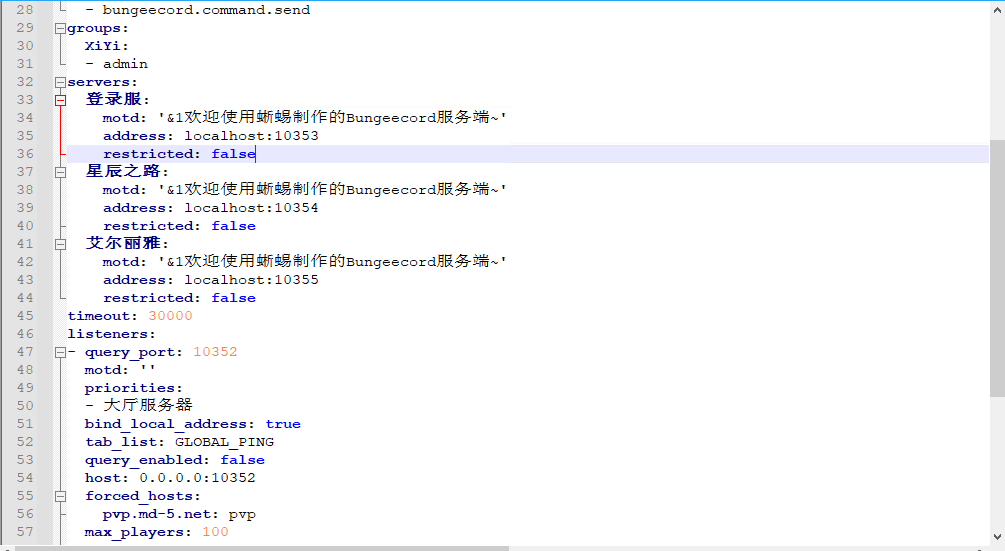 28 - bungeecord.command.send
29 groups:
30 XiYi:
31 - admin
32 servers:
33 登录服:
34 motd: '&1欢迎使用蜥蜴制作的Bungeecord服务端~'
35 address: localhost:10353
36 restricted: false
37 星辰之路:
38 motd: '&1欢迎使用蜥蜴制作的Bungeecord服务端~'
39 address: localhost:10354
40 restricted: false
41 艾尔丽雅:
42 motd: '&1欢迎使用蜥蜴制作的Bungeecord服务端~'
43 address: localhost:10355
44 restricted: false
45 timeout: 30000
46 listeners:
47 - query_port: 10352
48 motd: ''
49 priorities:
50 - 大厅服务器
51 bind_local_address: true
52 tab_list: GLOBAL_PING
53 query_enabled: false
54 host: 0.0.0.0:10352
55 forced_hosts:
56 pvp.md-5.net: pvp
57 max_players: 100